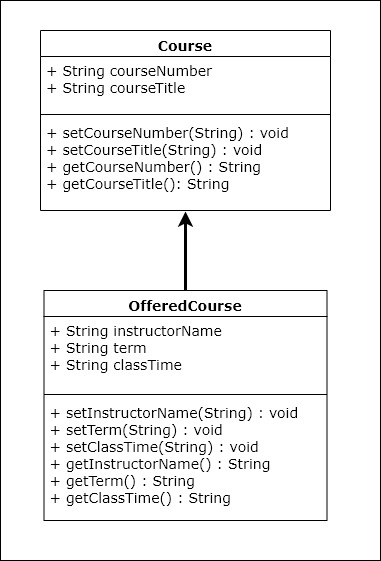 Course
+ String courseNumber
+ String courseTitle
+ setCourseNumber(String) : void
+ setCourseTitle(String) : void
+ getCourseNumber() : String
+ getCourseTitle(): String
OfferedCourse
+ String instructorName
+ String term
+ String classTime
+ setInstructorName(String) : void
+ setTerm(String) : void
+ setClassTime(String) : void
+ getInstructorName() : String
+ getTerm() : String
+ getClassTime() : String